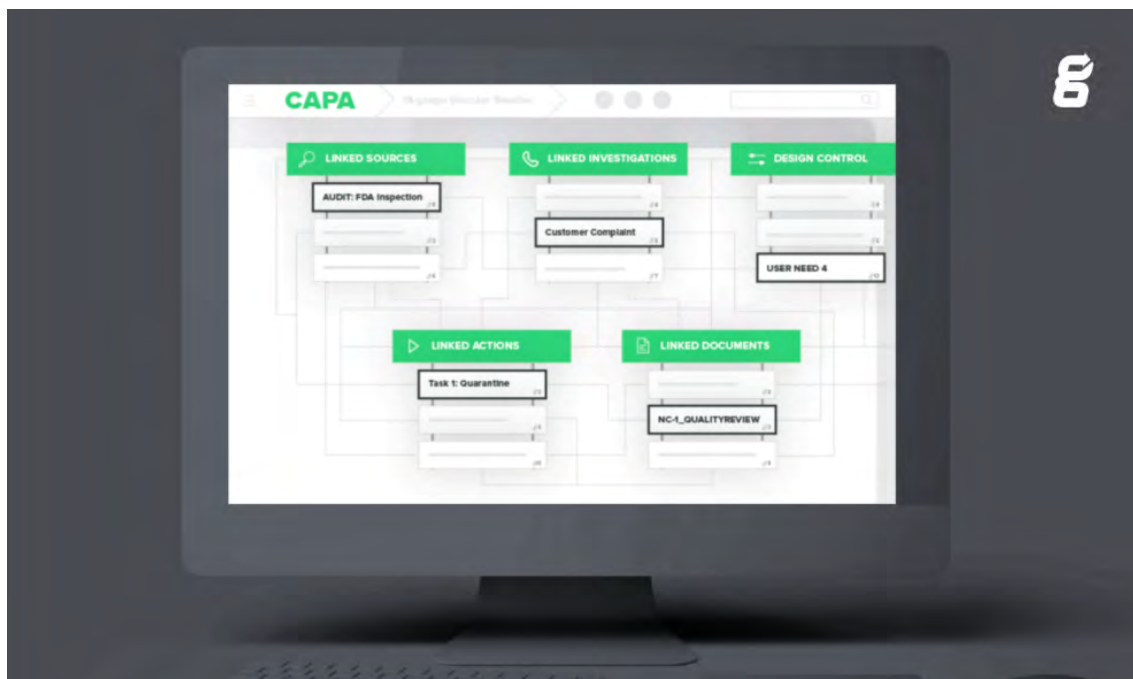 CAPA
LINKED SOURCES
AUDIT: FDA Inspection
LINKED INVESTIGATIONS
Customer Complaint
DESIGN CONTROL
USER NEED 4
LINKED ACTIONS
Task 1: Quarantine
LINKED DOCUMENTS
NC-1_QUALITYREVIEW